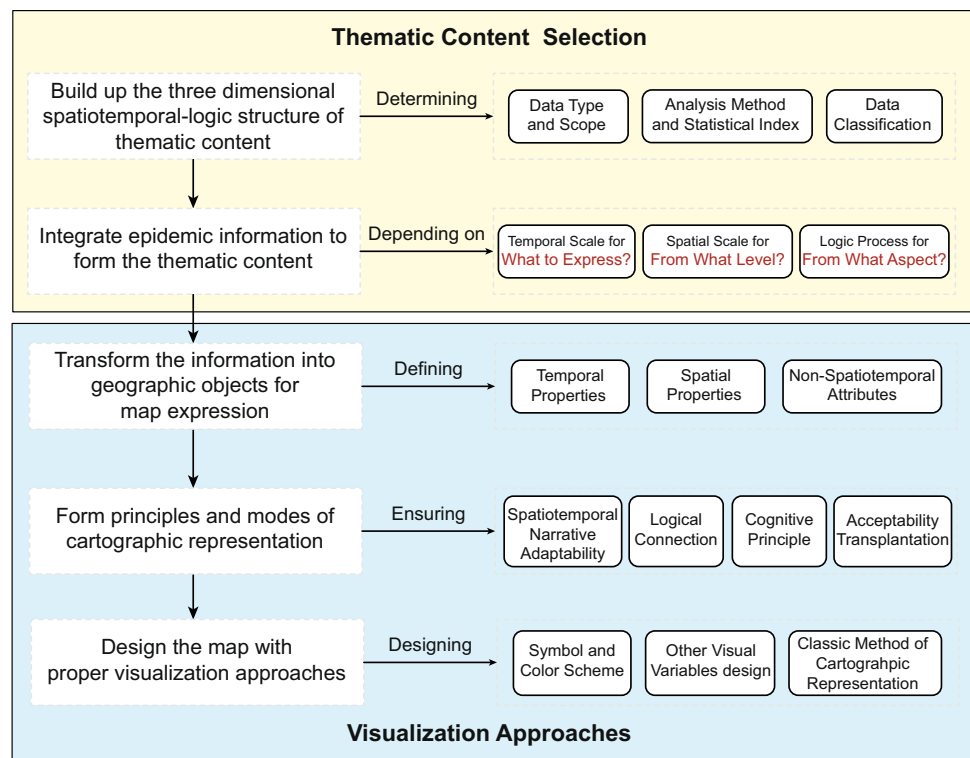 Thematic Content Selection
Build up the three dimensional
spatiotemporal-logic structure of
thematic content
Determining
Data Type
and Scope
Analysis Method
and Statistical Index
Data
Classification
Integrate epidemic information to
form the thematic content
Depending on
Temporal Scale for
What to Express?
Spatial Scale for
From What Level?
Logic Process for
From What Aspect?
Transform the information into
geographic objects for
map expression
Defining
Temporal
Properties
Spatial
Properties
Non-Spatiotemporal
Attributes
Form principles and modes of
cartographic representation
Ensuring
Spatiotemporal
Narrative
Adaptability
Logical
Connection
Cognitive
Principle
Acceptability
Transplantation
Design the map with
proper visualization approaches
Designing
Symbol and
Color Scheme
Other Visual
Variables design
Classic Method of
Cartograhpic
Representation
Visualization Approaches